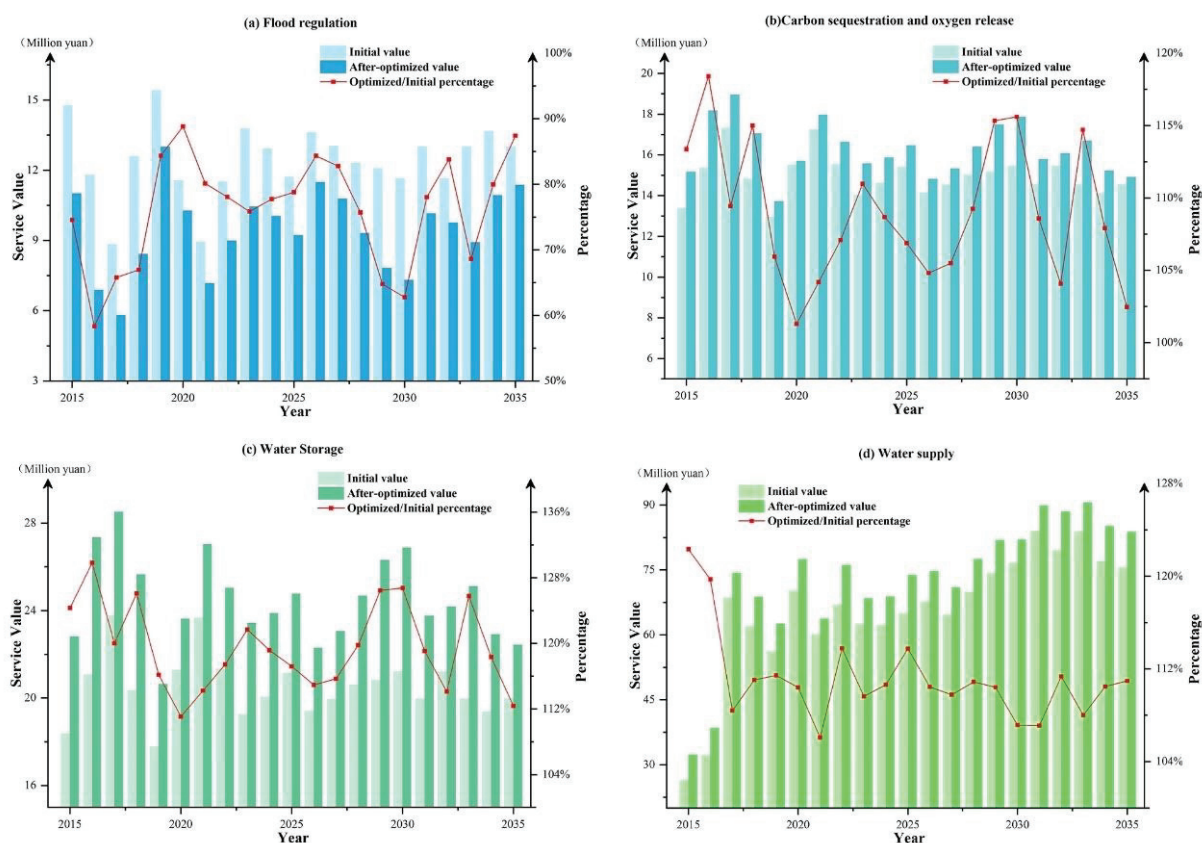 (a) Flood regulation
（Million yuan）
Initial value
After-optimized value
Optimized/Initial percentage
Service Value
15
12
9
6
3
100%
90%
80%
70%
60%
50%
Percentage
2015 2020 2025 2030 2035
Year
(b)Carbon sequestration and oxygen release
（Million yuan）
Initial value
After-optimized value
Optimized/Initial percentage
Service Value
20
18
16
14
13
10
8
6
120%
115%
110%
105%
100%
Percentage
2015 2020 2025 2030 2035
Year
(c) Water Storage
（Million yuan）
Initial value
After-optimized value
Optimized/Initial percentage
Service Value
28
24
20
16
136%
128%
120%
112%
104%
Percentage
2015 2020 2025 2030 2035
Year
(d) Water supply
（Million yuan）
Initial value
After-optimized value
Optimized/Initial percentage
Service Value
90
75
60
45
30
128%
120%
112%
104%
Percentage
2015 2020 2025 2030 2035
Year